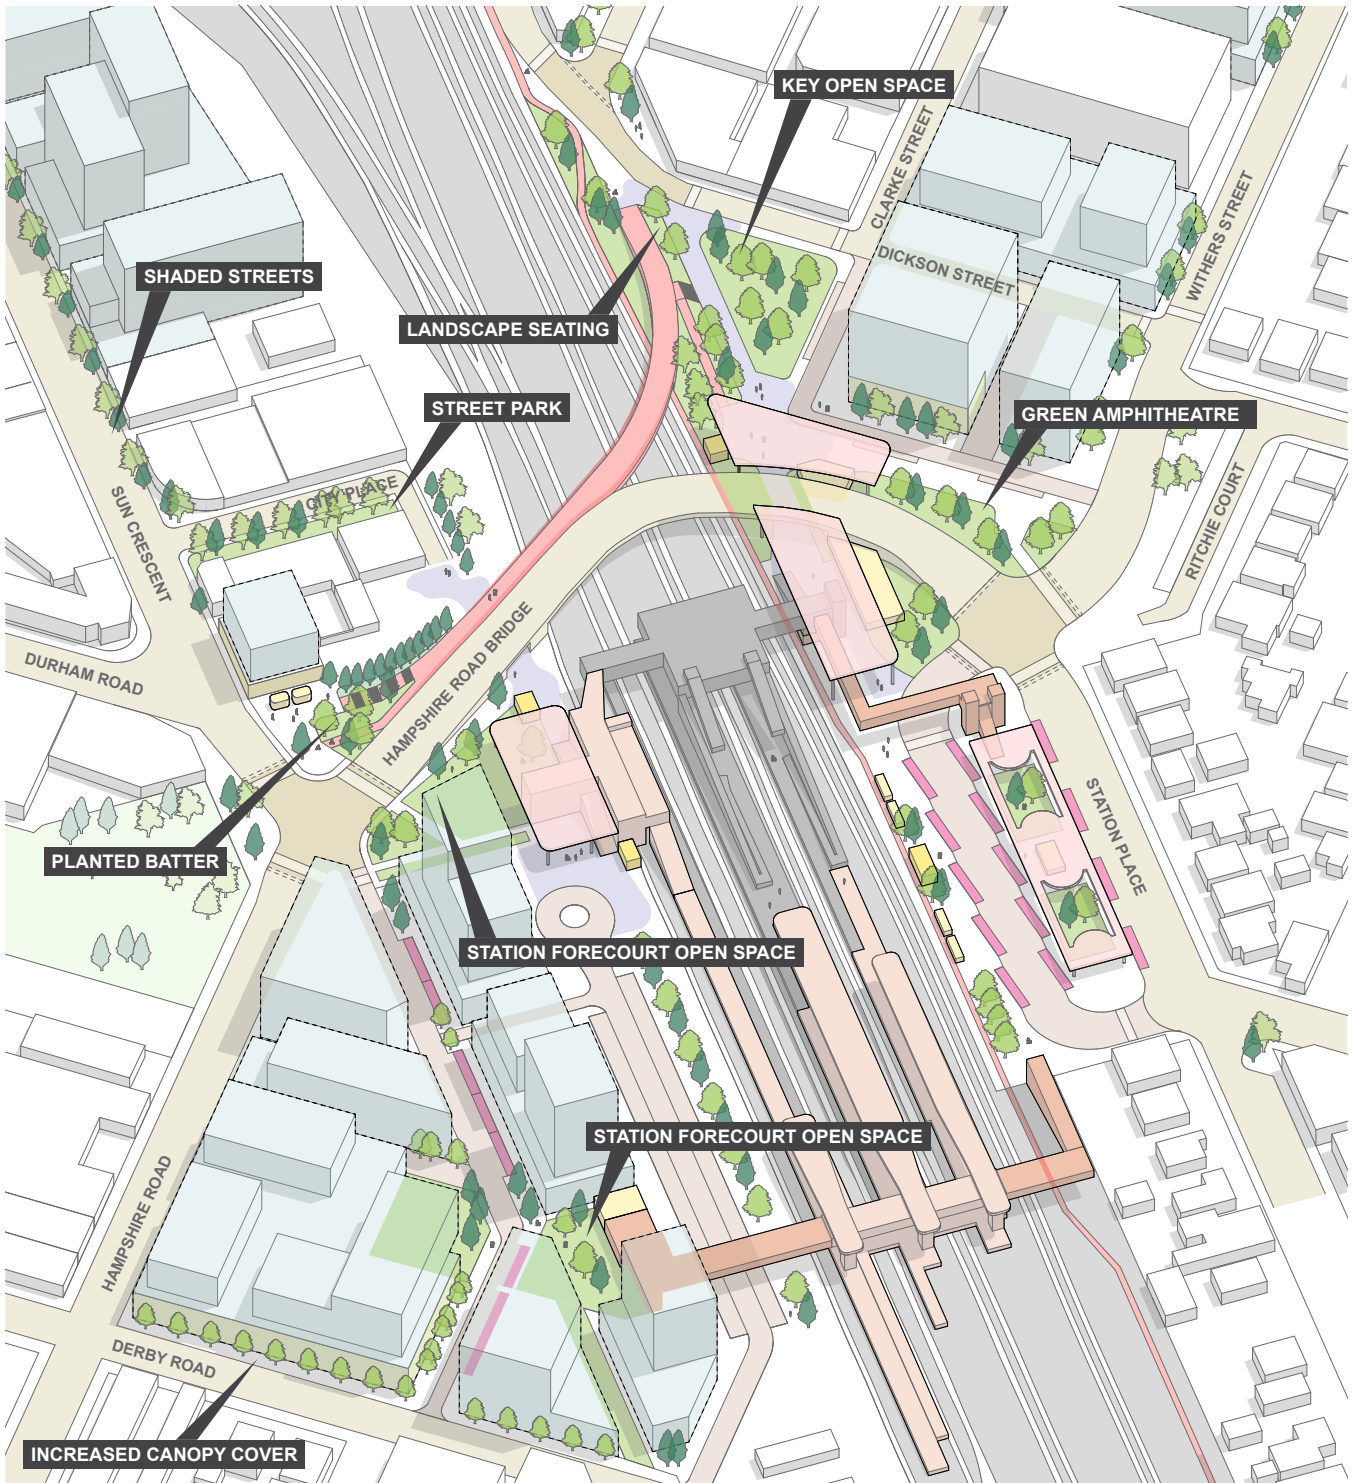 KEY OPEN SPACE
CLARKE STREET
WITHERS STREET
DICKSON STREET
SHADED STREETS
LANDSCAPE SEATING
STREET PARK
GREEN AMPHITHEATRE
CITY PLACE
SUN CRESCENT
RITCHIE COURT
HAMPSHIRE ROAD BRIDGE
DURHAM ROAD
STATION PLACE
PLANTED BATTER
STATION FORECOURT OPEN SPACE
STATION FORECOURT OPEN SPACE
HAMPSHIRE ROAD
DERBY ROAD
INCREASED CANOPY COVER